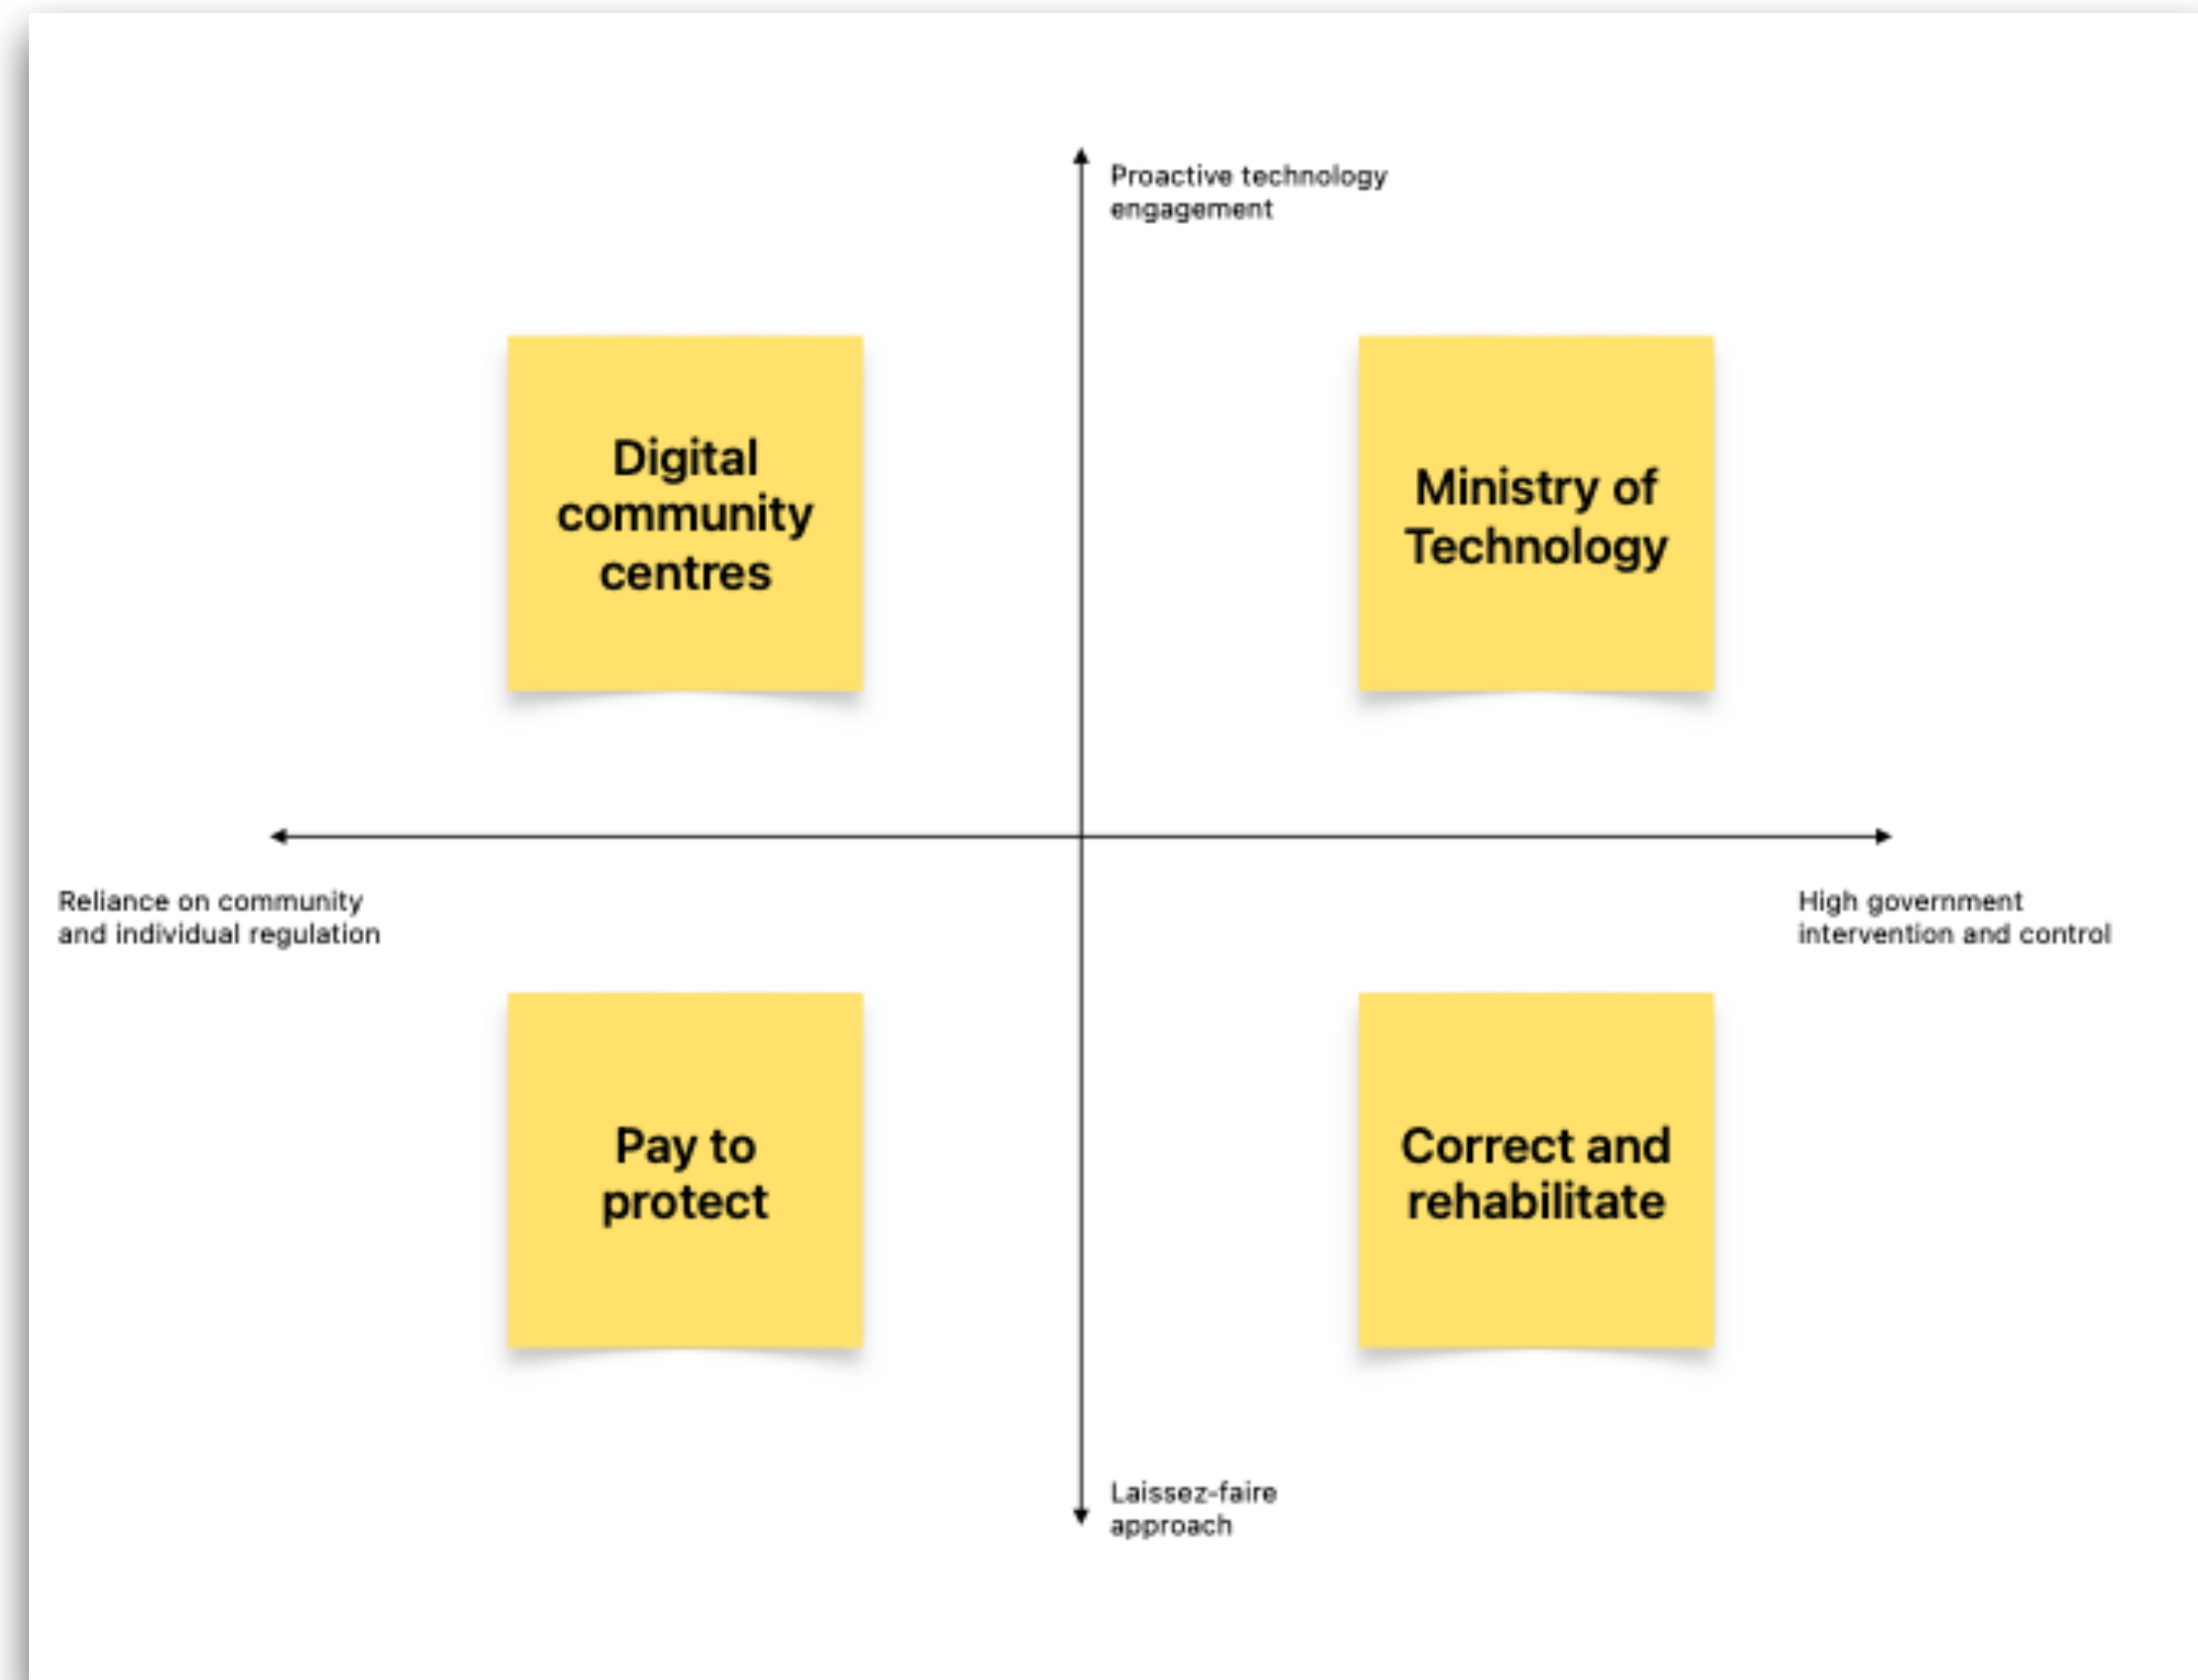 Proactive technology
engagement
Digital
community
centres
Ministry of
Technology
Reliance on community
and individual regulation
High government
intervention and control
Pay to
protect
Correct and
rehabilitate
Laissez-faire
approach